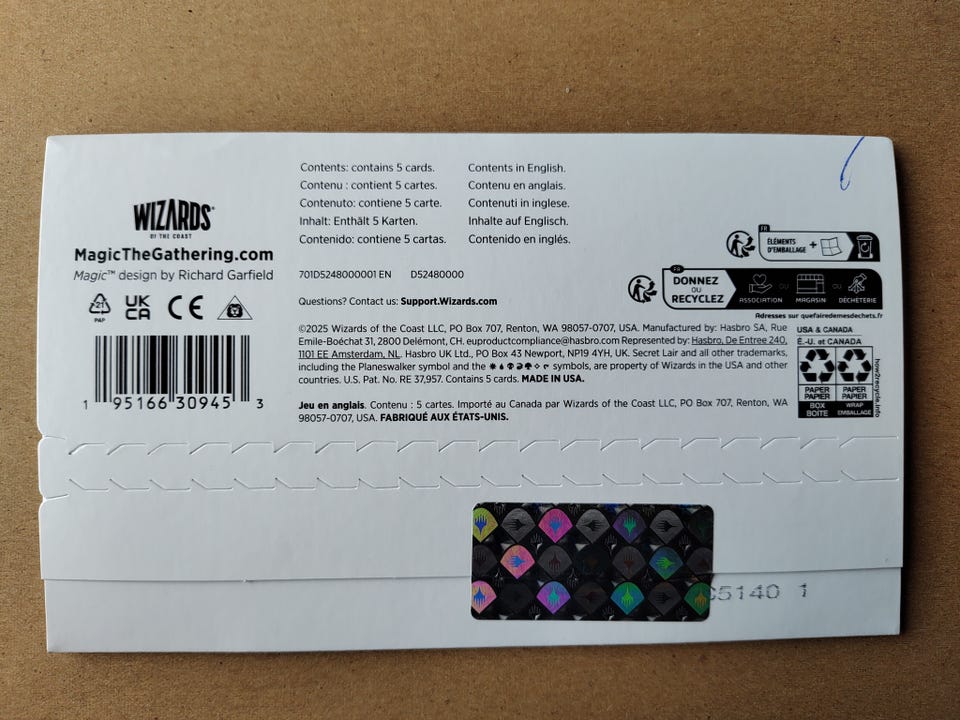 WIZARDS®
OF THE COAST
MagicTheGathering.com
Magic™ design by Richard Garfield
21
PAP
UK
CA
CE
1 95166 30945 3
Contents: contains 5 cards.
Contenu : contient 5 cartes.
Contenuto: contiene 5 carte.
Inhalt: Enthält 5 Karten.
Contenido: contiene 5 cartas.
Contents in English.
Contenu en anglais.
Contenuti in inglese.
Inhalte auf Englisch.
Contenido en inglés.
701D5248000001 EN D52480000
Questions? Contact us: Support.Wizards.com
©2025 Wizards of the Coast LLC, PO Box 707, Renton, WA 98057-0707, USA. Manufactured by: Hasbro SA, Rue
Emile-Boéchat 31, 2800 Delémont, CH. euproductcompliance@hasbro.com Represented by: Hasbro, De Entree 240,
1101 EE Amsterdam, NL. Hasbro UK Ltd., PO Box 43 Newport, NP19 4YH, UK. Secret Lair and all other trademarks,
including the Planeswalker symbol and the symbols, are property of Wizards in the USA and other
countries. U.S. Pat. No. RE 37,957. Contains 5 cards. MADE IN USA.
Jeu en anglais. Contenu : 5 cartes. Importé au Canada par Wizards of the Coast LLC, PO Box 707, Renton, WA
98057-0707, USA. FABRIQUÉ AUX ÉTATS-UNIS.
FR
ÉLÉMENTS
D'EMBALLAGE
+
FR
DONNEZ
OU
RECYCLEZ
ASSOCIATION
OU
MAGASIN
OU
DÉCHÈTERIE
Adresses sur quefairedemesdechets.fr
USA & CANADA
É.-U. et CANADA
PAPER
PAPIER
BOX
BOÎTE
PAPER
PAPIER
WRAP
EMBALLAGE
how2recycle.info
5140 1